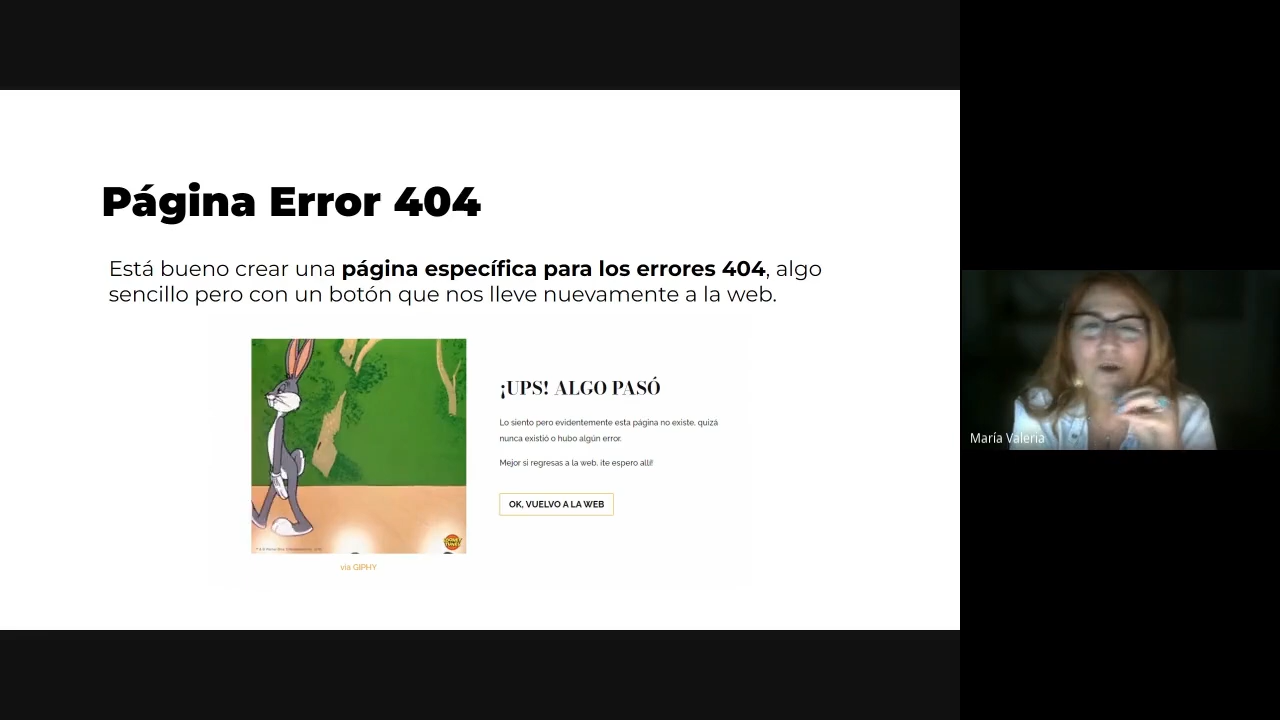 Página Error 404
Está bueno crear una página específica para los errores 404, algo
sencillo pero con un botón que nos lleve nuevamente a la web.
¡UPS! ALGO PASÓ
Lo siento pero evidentemente esta página no existe, quizá
nunca existió o hubo algún error.
Mejor si regresas a la web, ¡te espero allí!
OK, VUELVO A LA WEB
LOONEY TUNES
via GIPHY
María Valeria